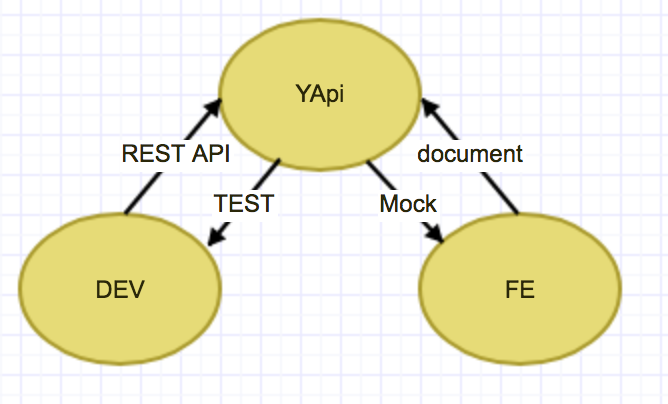 YApi
REST API
document
TEST
Mock
DEV
FE